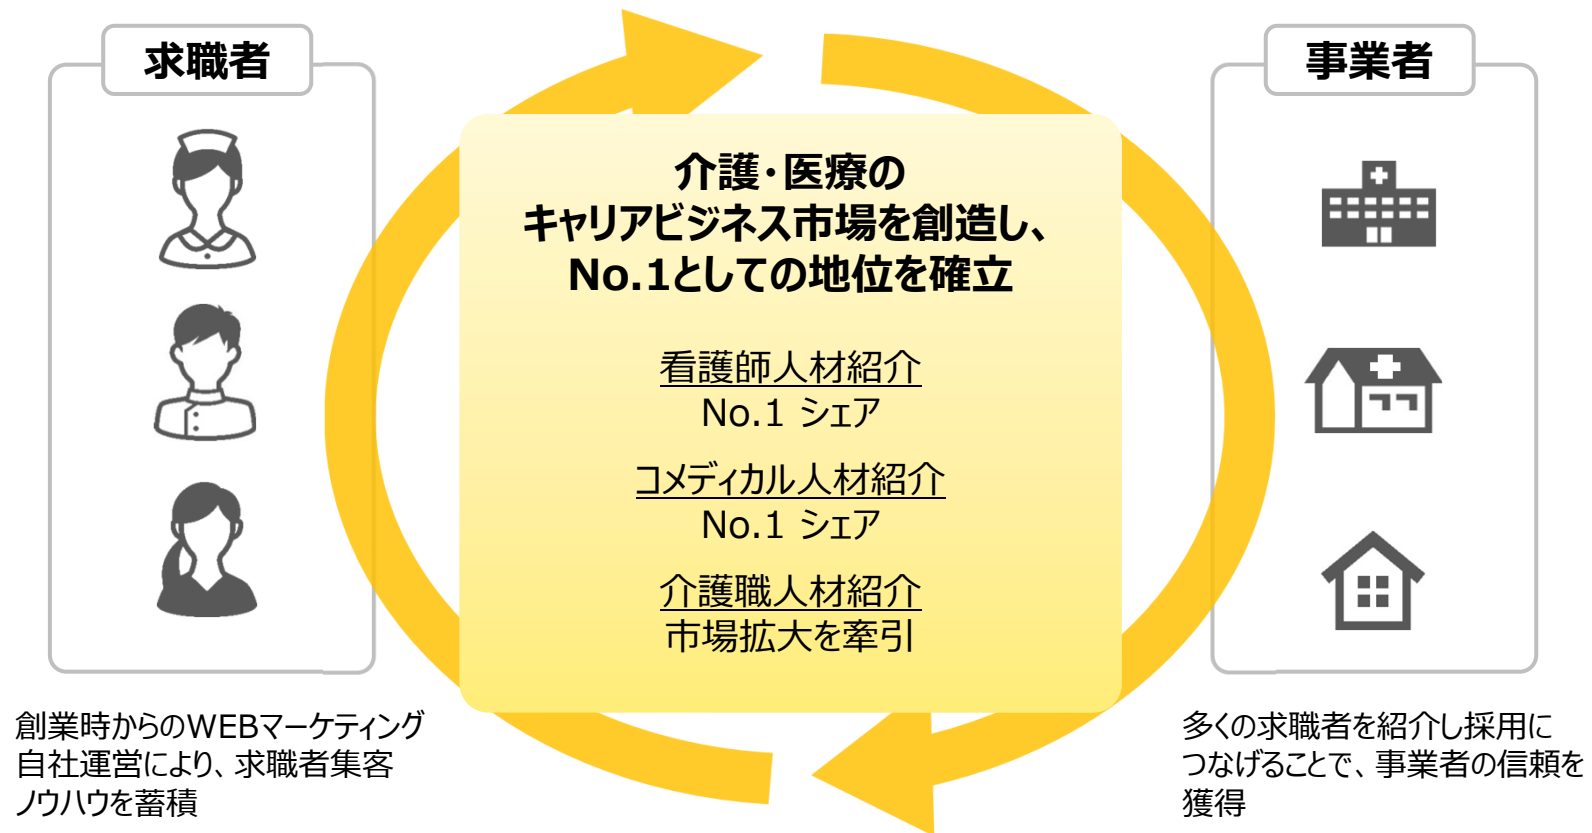 求職者
事業者
介護・医療の
キャリアビジネス市場を創造し、
No.1としての地位を確立
看護師人材紹介
No.1 シェア
コメディカル人材紹介
No.1 シェア
介護職人材紹介
市場拡大を牽引
創業時からのWEBマーケティング
自社運営により、求職者集客
ノウハウを蓄積
多くの求職者を紹介し採用に
つなげることで、事業者の信頼を
獲得